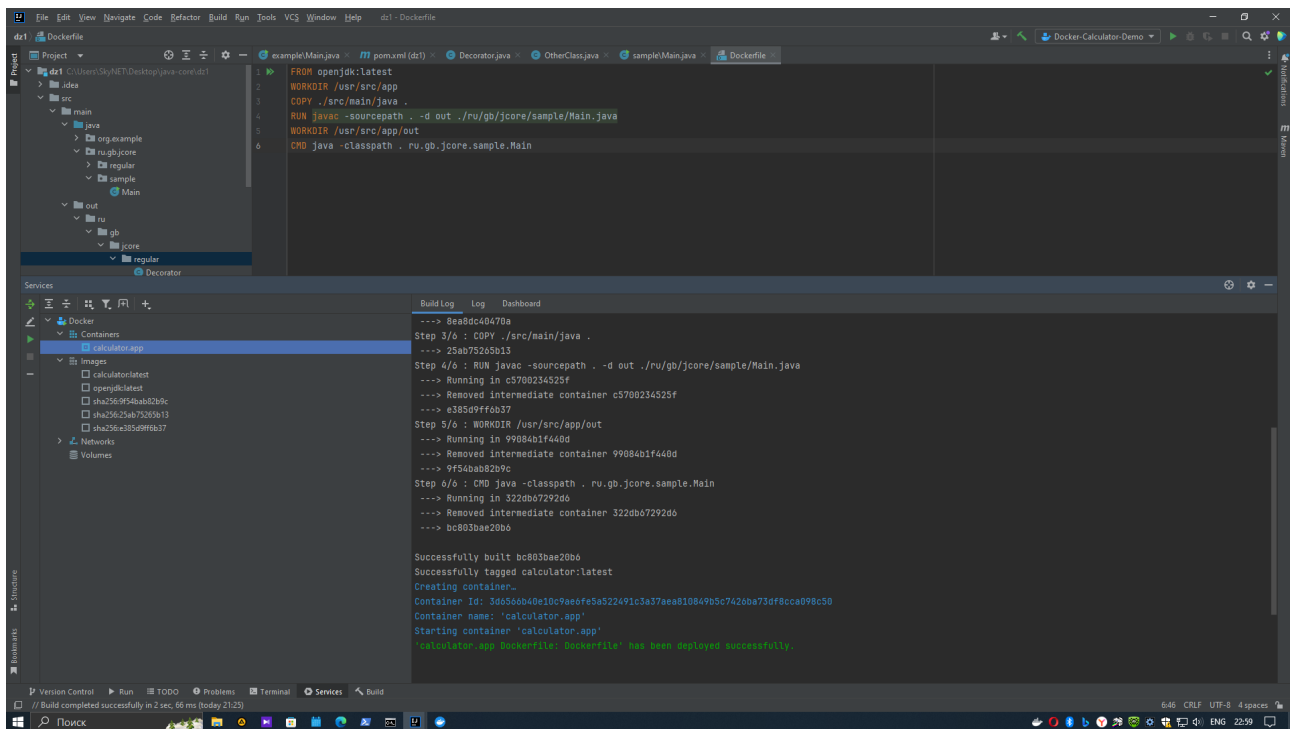 File Edit View Navigate Code Refactor Build Run Tools VCS Window Help dz1 - Dockerfile
dz1 Dockerfile
Docker-Calculator-Demo
Project
example\Main.java pom.xml (dz1) Decorator.java OtherClass.java sample\Main.java Dockerfile
dz1 C:\Users\SkyNET\Desktop\java-core\dz1
.idea
src
main
java
org.example
ru.gb.jcore
regular
sample
Main
out
ru
gb
jcore
regular
Decorator
1 FROM openjdk:latest
2 WORKDIR /usr/src/app
3 COPY ./src/main/java .
4 RUN javac -sourcepath . -d out ./ru/gb/jcore/sample/Main.java
5 WORKDIR /usr/src/app/out
6 CMD java -classpath . ru.gb.jcore.sample.Main
Project
Notifications
Maven
Services
Docker
Containers
calculator.app
Images
calculator:latest
openjdk:latest
sha256:9f54bab82b9c
sha256:25ab75265b13
sha256:e385d9ff6b37
Networks
Volumes
Build Log Log Dashboard
---> 8ea8dc40470a
Step 3/6 : COPY ./src/main/java .
---> 25ab75265b13
Step 4/6 : RUN javac -sourcepath . -d out ./ru/gb/jcore/sample/Main.java
---> Running in c5700234525f
---> Removed intermediate container c5700234525f
---> e385d9ff6b37
Step 5/6 : WORKDIR /usr/src/app/out
---> Running in 99084b1f440d
---> Removed intermediate container 99084b1f440d
---> 9f54bab82b9c
Step 6/6 : CMD java -classpath . ru.gb.jcore.sample.Main
---> Running in 322db67292d6
---> Removed intermediate container 322db67292d6
---> bc803bae20b6
Successfully built bc803bae20b6
Successfully tagged calculator:latest
Creating container…
Container Id: 3d6566b40e10c9ae6fe5a522491c3a37aea810849b5c7426ba73df8cca098c50
Container name: 'calculator.app'
Starting container 'calculator.app'
'calculator.app Dockerfile: Dockerfile' has been deployed successfully.
Structure
Bookmarks
Version Control Run TODO Problems Terminal Services Build
// Build completed successfully in 2 sec, 66 ms (today 21:25)
6:46 CRLF UTF-8 4 spaces
Поиск
ENG 22:59